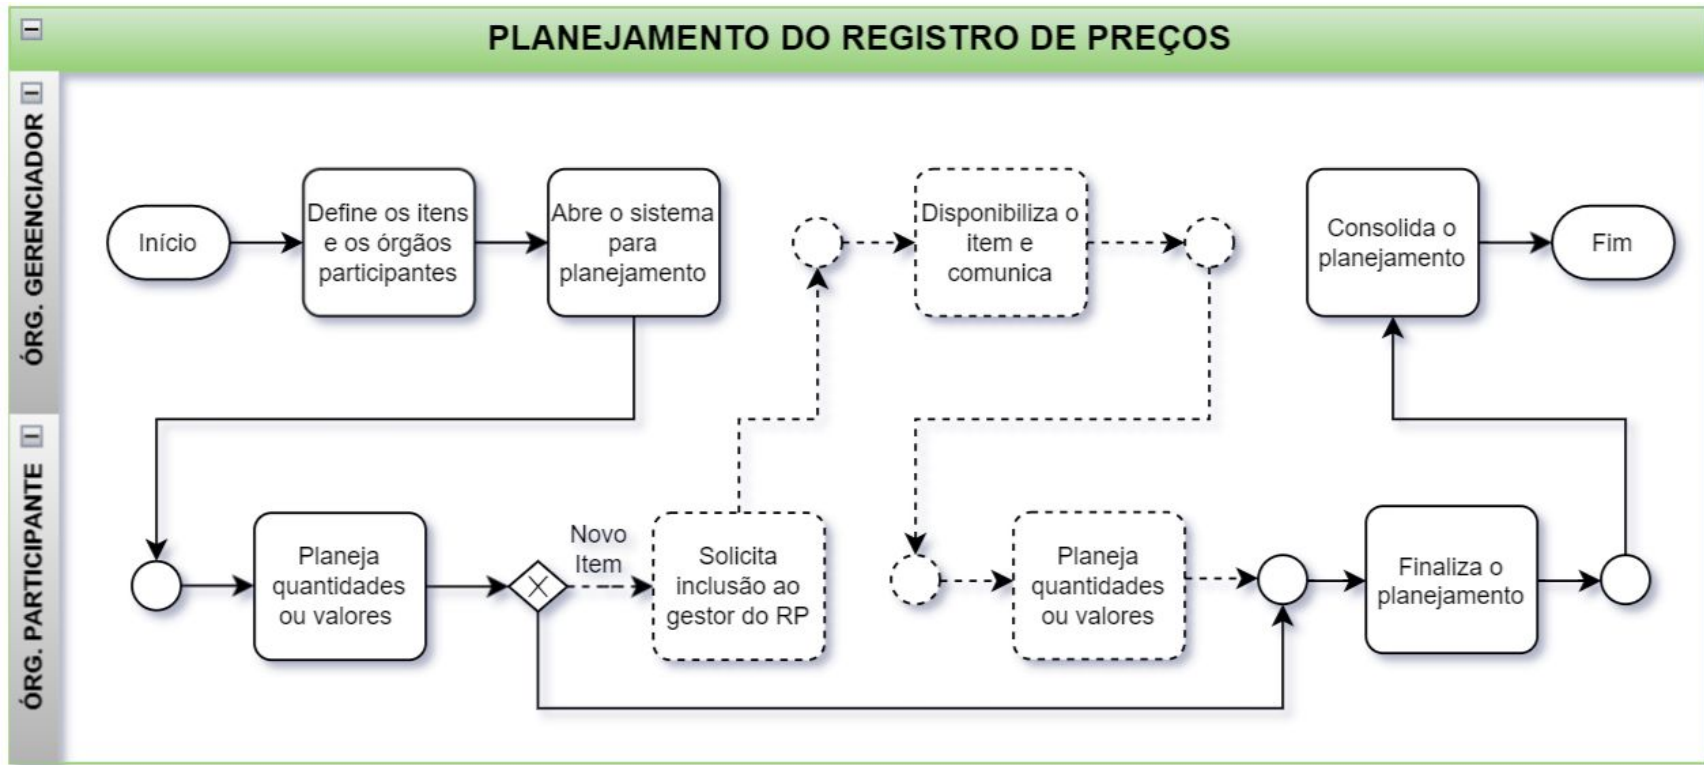 PLANEJAMENTO DO REGISTRO DE PREÇOS
ÓRG. GERENCIADOR
Início
Define os itens
e os órgãos
participantes
Abre o sistema
para
planejamento
Disponibiliza o
item e
comunica
Consolida o
planejamento
Fim
ÓRG. PARTICIPANTE
Planeja
quantidades
ou valores
X
Novo
Item
Solicita
inclusão ao
gestor do RP
Planeja
quantidades
ou valores
Finaliza o
planejamento